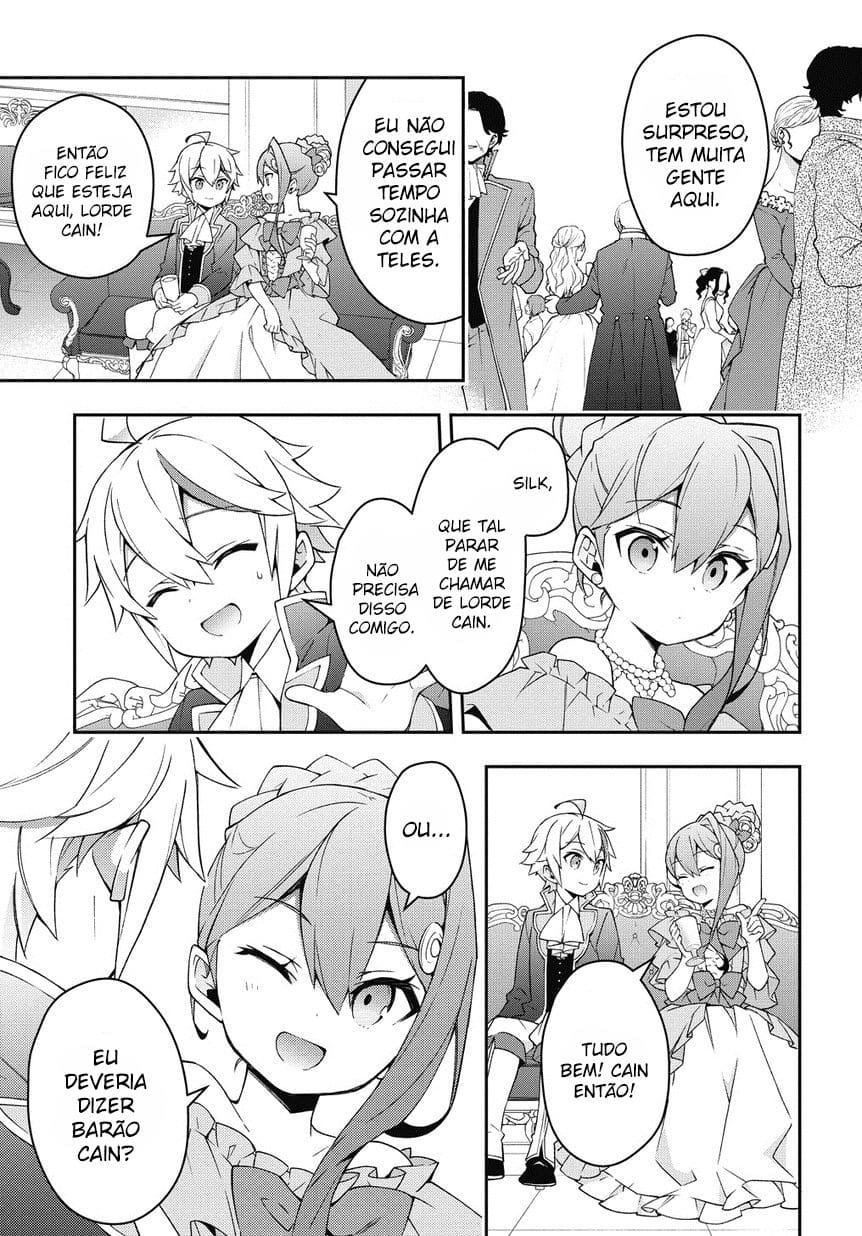 ESTOU
SURPRESO,
TEM MUITA
GENTE
AQUI.
EU NÃO
CONSEGUI
PASSAR
TEMPO
SOZINHA
COM A
TELES.
ENTÃO
FICO FELIZ
QUE ESTEJA
AQUI, LORDE
CAIN!
SILK,
QUE TAL
PARAR
DE ME
CHAMAR
DE LORDE
CAIN.
NÃO
PRECISA
DISSO
COMIGO.
TUDO
BEM! CAIN
ENTÃO!
OU...
EU
DEVERIA
DIZER
BARÃO
CAIN?